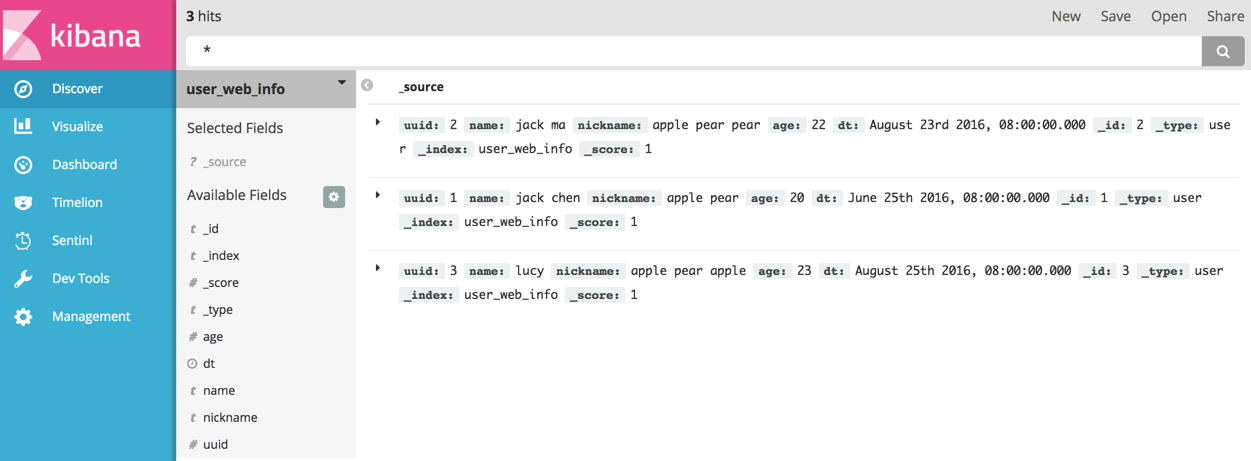 kibana
Discover
Visualize
Dashboard
Timelion
Sentinl
Dev Tools
Management
3 hits
New Save Open Share
*
user_web_info
Selected Fields
? _source
Available Fields
t _id
t _index
# _score
t _type
# age
dt
t name
t nickname
# uuid
_source
uuid: 2 name: jack ma nickname: apple pear pear age: 22 dt: August 23rd 2016, 08:00:00.000 _id: 2 _type: use
r _index: user_web_info _score: 1
uuid: 1 name: jack chen nickname: apple pear age: 20 dt: June 25th 2016, 08:00:00.000 _id: 1 _type: user
_index: user_web_info _score: 1
uuid: 3 name: lucy nickname: apple pear apple age: 23 dt: August 25th 2016, 08:00:00.000 _id: 3 _type: user
_index: user_web_info _score: 1